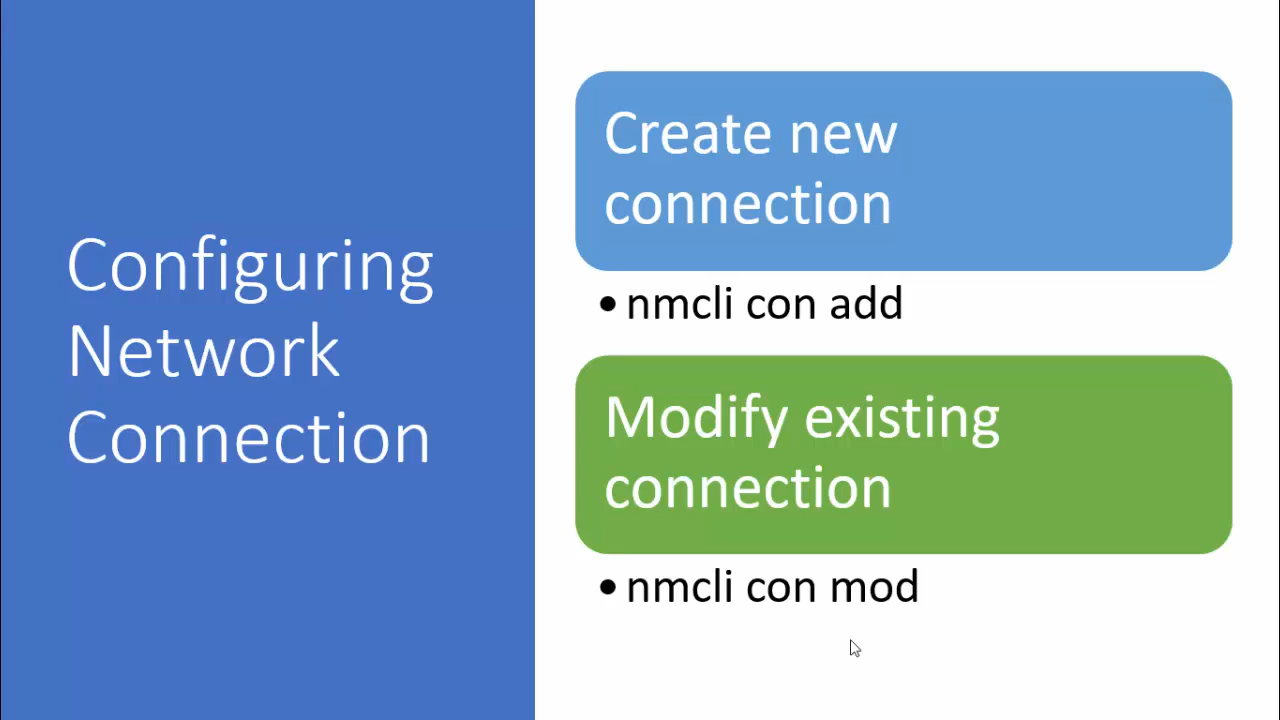 Configuring
Network
Connection
Create new
connection
• nmcli con add
Modify existing
connection
• nmcli con mod